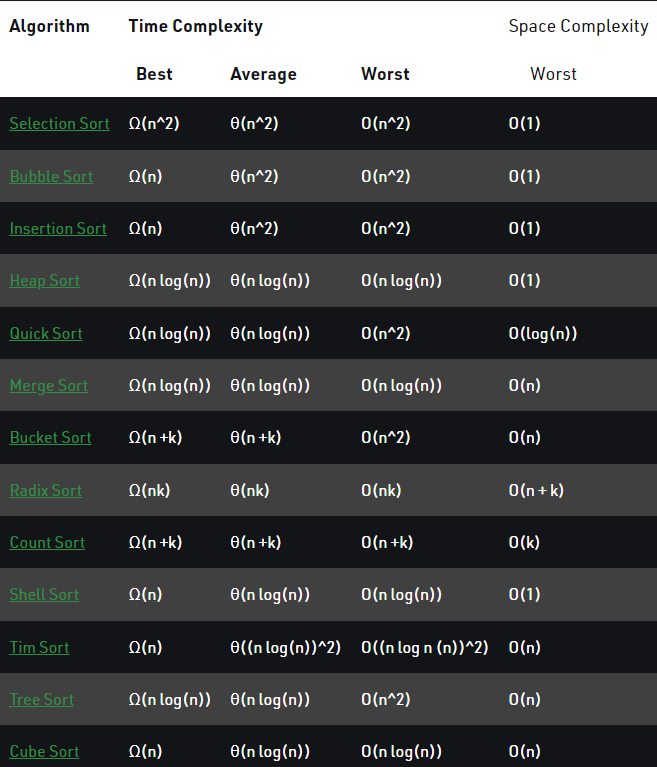 Algorithm Time Complexity Space Complexity
Best Average Worst Worst
Selection Sort Ω(n^2) θ(n^2) O(n^2) O(1)
Bubble Sort Ω(n) θ(n^2) O(n^2) O(1)
Insertion Sort Ω(n) θ(n^2) O(n^2) O(1)
Heap Sort Ω(n log(n)) θ(n log(n)) O(n log(n)) O(1)
Quick Sort Ω(n log(n)) θ(n log(n)) O(n^2) O(log(n))
Merge Sort Ω(n log(n)) θ(n log(n)) O(n log(n)) O(n)
Bucket Sort Ω(n +k) θ(n +k) O(n^2) O(n)
Radix Sort Ω(nk) θ(nk) O(nk) O(n + k)
Count Sort Ω(n +k) θ(n +k) O(n +k) O(k)
Shell Sort Ω(n) θ(n log(n)) O(n log(n)) O(1)
Tim Sort Ω(n) θ((n log(n))^2) O((n log n (n))^2) O(n)
Tree Sort Ω(n log(n)) θ(n log(n)) O(n^2) O(n)
Cube Sort Ω(n) θ(n log(n)) O(n log(n)) O(n)